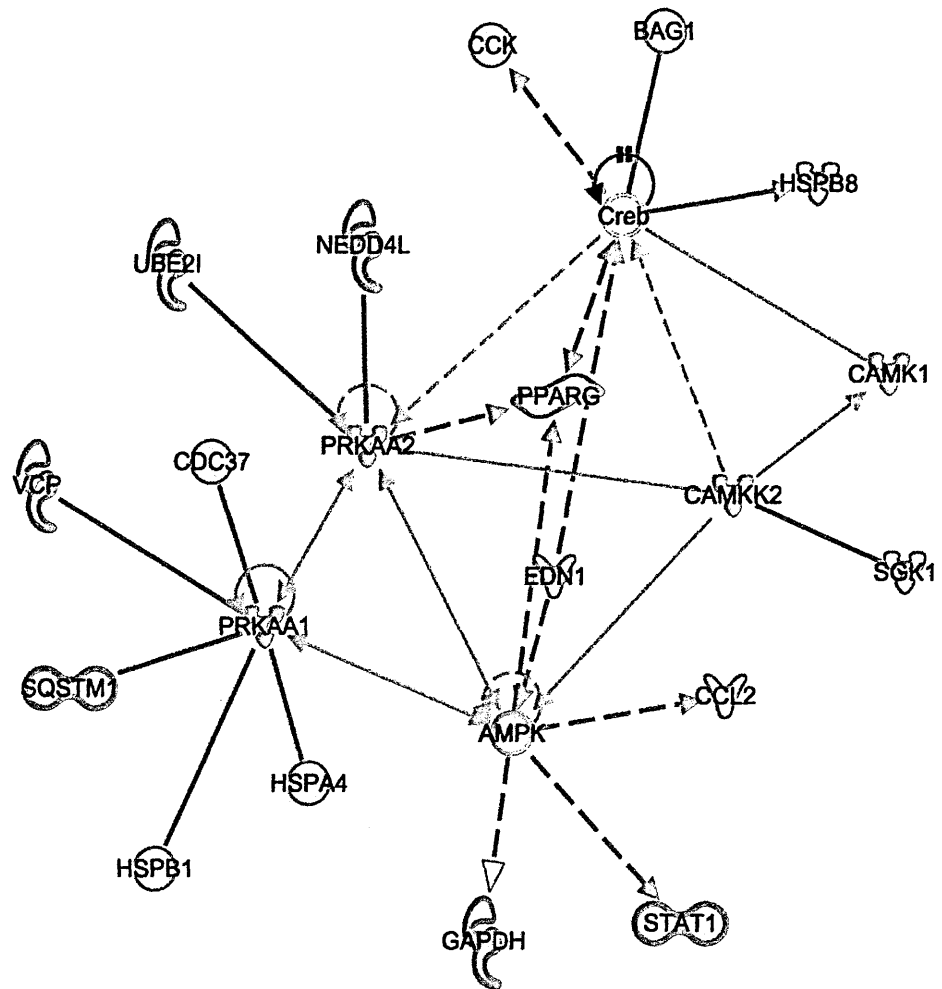 BAG1
CCK
HSPB8
Creb
NEDD4L
UBE2I
CAMK1
PPARG
PRKAA2
CDC37
VCP
CAMKK2
EDN1
SGK1
PRKAA1
SQSTM1
CCL2
AMPK
HSPA4
HSPB1
STAT1
GAPDH